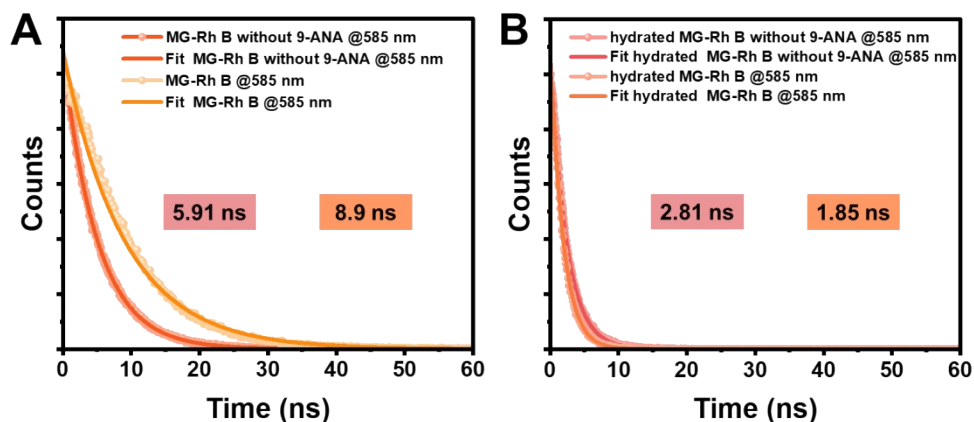 A
MG-Rh B without 9-ANA @585 nm
Fit MG-Rh B without 9-ANA @585 nm
MG-Rh B @585 nm
Fit MG-Rh B @585 nm
Counts
5.91 ns
8.9 ns
0 10 20 30 40 50 60
Time (ns)
B
hydrated MG-Rh B without 9-ANA @585 nm
Fit hydrated MG-Rh B without 9-ANA @585 nm
hydrated MG-Rh B @585 nm
Fit hydrated MG-Rh B @585 nm
Counts
2.81 ns
1.85 ns
0 10 20 30 40 50 60
Time (ns)